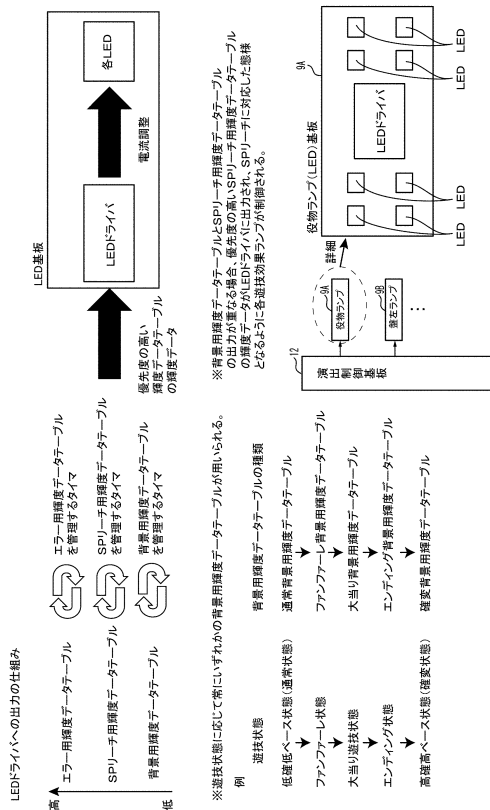 LEDドライバへの出力の仕組み
高
エラー用輝度データテーブル
SPリーチ用輝度データテーブル
背景用輝度データテーブル
低
エラー用輝度データテーブル
を管理するタイマ
SPリーチ用輝度データテーブル
を管理するタイマ
背景用輝度データテーブル
を管理するタイマ
優先度の高い
輝度データテーブル
の輝度データ
LED基板
LEDドライバ
電流調整
各LED
※遊技状態に応じて常にいずれかの背景用輝度データテーブルが用いられる。
例
遊技状態
低確低ベース状態(通常状態)
ファンファーレ状態
大当り遊技状態
エンディング状態
高確高ベース状態(確変状態)
背景用輝度データテーブルの種類
通常背景用輝度データテーブル
ファンファーレ背景用輝度データテーブル
大当り背景用輝度データテーブル
エンディング背景用輝度データテーブル
確変背景用輝度データテーブル
※背景用輝度データテーブルとSPリーチ用輝度データテーブル
の出力が重なる場合、優先度の高いSPリーチ用輝度データテーブル
の輝度データがLEDドライバに出力され、SPリーチに対応した態様
となるように各遊技効果ランプが制御される。
12
演出制御基板
9A
役物ランプ
9B
盤左ランプ
詳細
役物ランプ(LED)基板
9A
LEDドライバ
LED
LED
LED
LED
LED
LED
LED
LED